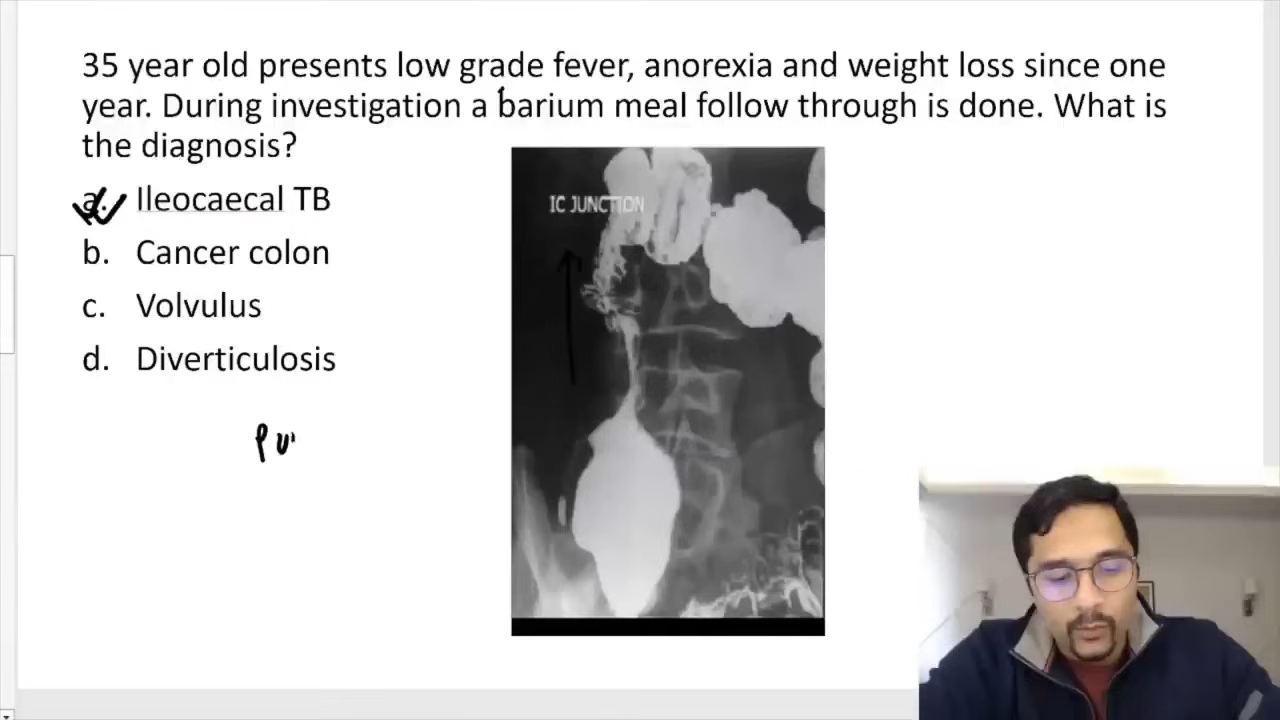 35 year old presents low grade fever, anorexia and weight loss since one
year. During investigation a barium meal follow through is done. What is
the diagnosis?
a. Ileocaecal TB
b. Cancer colon
c. Volvulus
d. Diverticulosis
IC JUNCTION